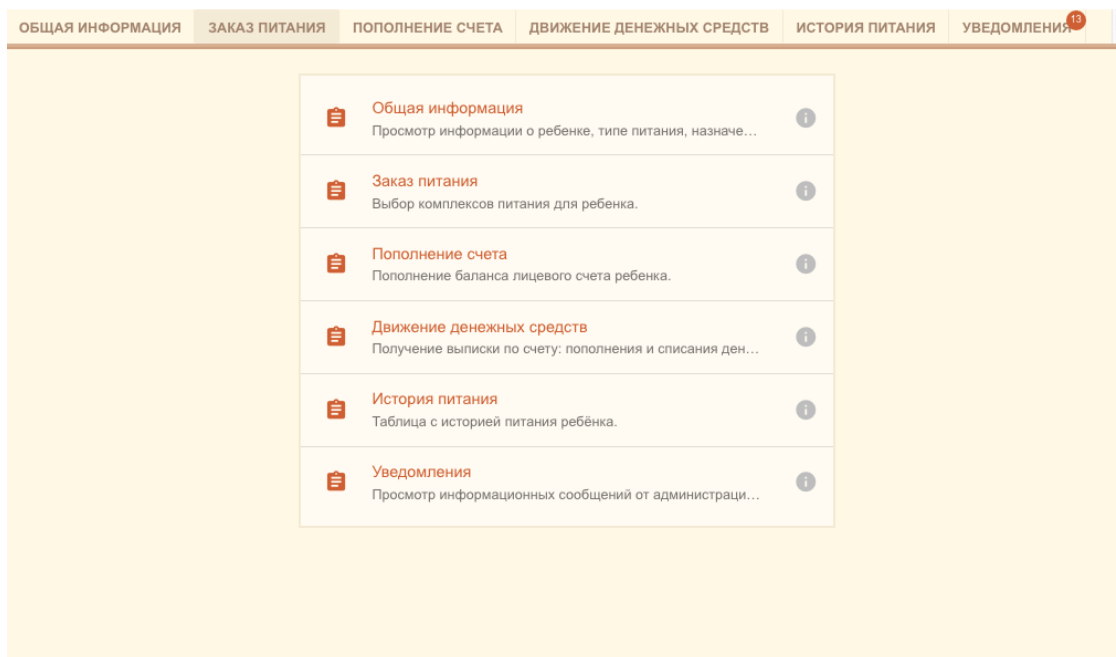 ОБЩАЯ ИНФОРМАЦИЯ ЗАКАЗ ПИТАНИЯ ПОПОЛНЕНИЕ СЧЕТА ДВИЖЕНИЕ ДЕНЕЖНЫХ СРЕДСТВ ИСТОРИЯ ПИТАНИЯ УВЕДОМЛЕНИЯ 13
Общая информация
Просмотр информации о ребенке, типе питания, назначе…
Заказ питания
Выбор комплексов питания для ребенка.
Пополнение счета
Пополнение баланса лицевого счета ребенка.
Движение денежных средств
Получение выписки по счету: пополнения и списания ден…
История питания
Таблица с историей питания ребёнка.
Уведомления
Просмотр информационных сообщений от администраци…